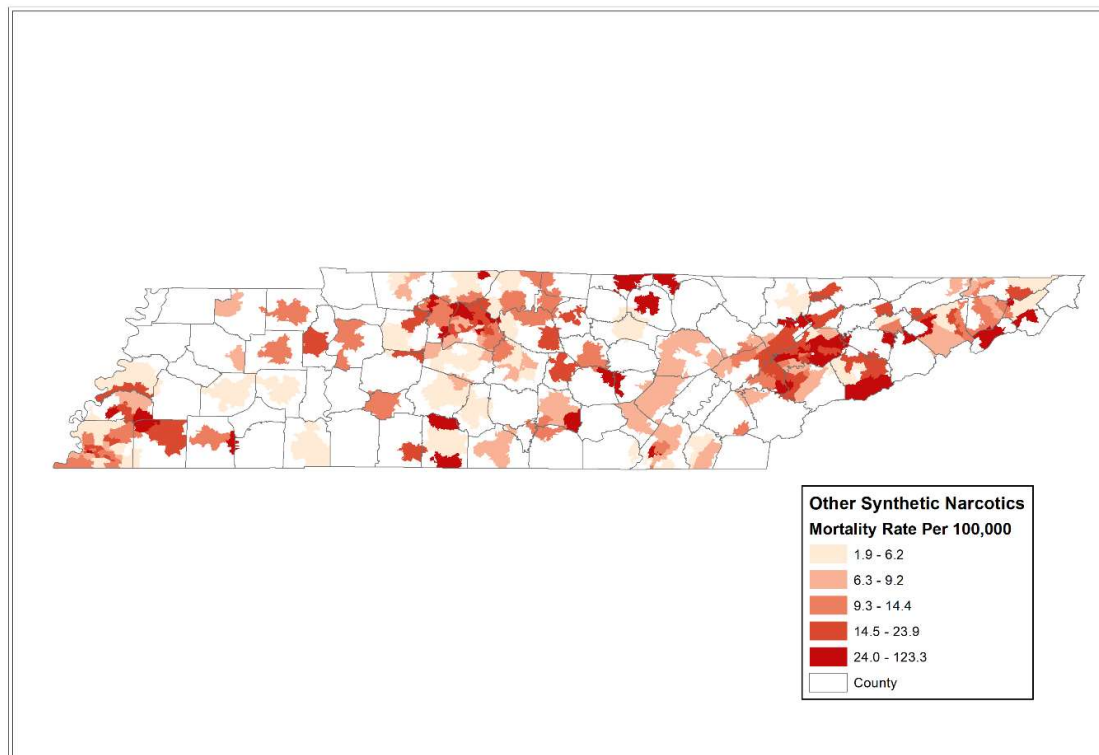 Other Synthetic Narcotics
Mortality Rate Per 100,000
1.9 - 6.2
6.3 - 9.2
9.3 - 14.4
14.5 - 23.9
24.0 - 123.3
County